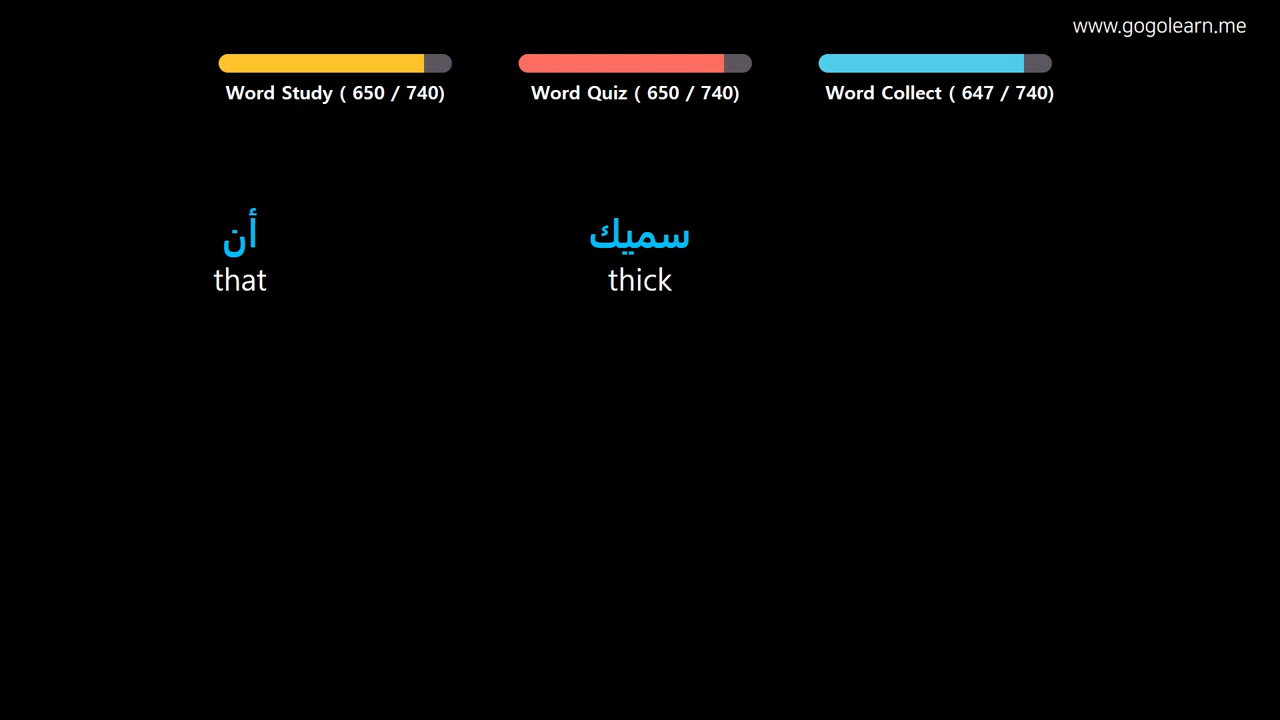 www.gogolearn.me
Word Study ( 650 / 740)
Word Quiz ( 650 / 740)
Word Collect ( 647 / 740)
أن
that
سميك
thick